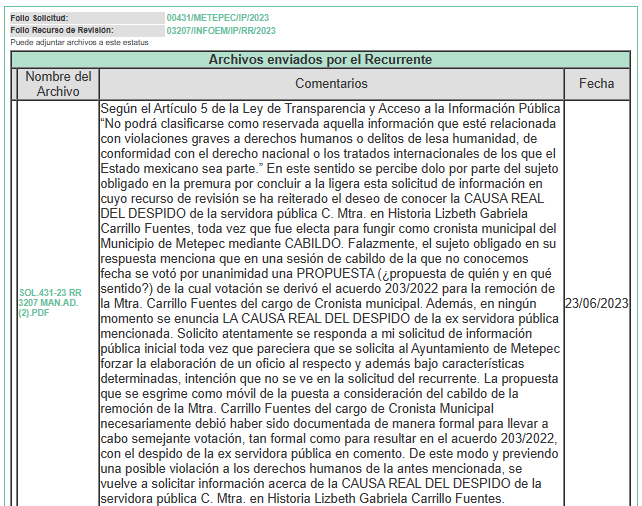 Folio Solicitud: 00431/METEPEC/IP/2023
Folio Recurso de Revisión: 03207/INFOEM/IP/RR/2023
Puede adjuntar archivos a este estatus
Archivos enviados por el Recurrente
Nombre del Archivo Comentarios Fecha
SOL.431-23 RR
3207 MAN.AD.
(2).PDF
Según el Artículo 5 de la Ley de Transparencia y Acceso a la Información Pública
“No podrá clasificarse como reservada aquella información que esté relacionada
con violaciones graves a derechos humanos o delitos de lesa humanidad, de
conformidad con el derecho nacional o los tratados internacionales de los que el
Estado mexicano sea parte.” En este sentido se percibe dolo por parte del sujeto
obligado en la premura por concluir a la ligera esta solicitud de información en
cuyo recurso de revisión se ha reiterado el deseo de conocer la CAUSA REAL
DEL DESPIDO de la servidora pública C. Mtra. en Historia Lizbeth Gabriela
Carrillo Fuentes, toda vez que fue electa para fungir como cronista municipal del
Municipio de Metepec mediante CABILDO. Falazmente, el sujeto obligado en su
respuesta menciona que en una sesión de cabildo de la que no conocemos
fecha se votó por unanimidad una PROPUESTA (¿propuesta de quién y en qué
sentido?) de la cual votación se derivó el acuerdo 203/2022 para la remoción de
la Mtra. Carrillo Fuentes del cargo de Cronista municipal. Además, en ningún
momento se enuncia LA CAUSA REAL DEL DESPIDO de la ex servidora pública
mencionada. Solicito atentamente se responda a mi solicitud de información
pública inicial toda vez que pareciera que se solicita al Ayuntamiento de Metepec
forzar la elaboración de un oficio al respecto y además bajo características
determinadas, intención que no se ve en la solicitud del recurrente. La propuesta
que se esgrime como móvil de la puesta a consideración del cabildo de la
remoción de la Mtra. Carrillo Fuentes del cargo de Cronista Municipal
necesariamente debió haber sido documentada de manera formal para llevar a
cabo semejante votación, tan formal como para resultar en el acuerdo 203/2022,
con el despido de la ex servidora pública en comento. De este modo y previendo
una posible violación a los derechos humanos de la antes mencionada, se
vuelve a solicitar información acerca de la CAUSA REAL DEL DESPIDO de la
servidora pública C. Mtra. en Historia Lizbeth Gabriela Carrillo Fuentes.
23/06/2023